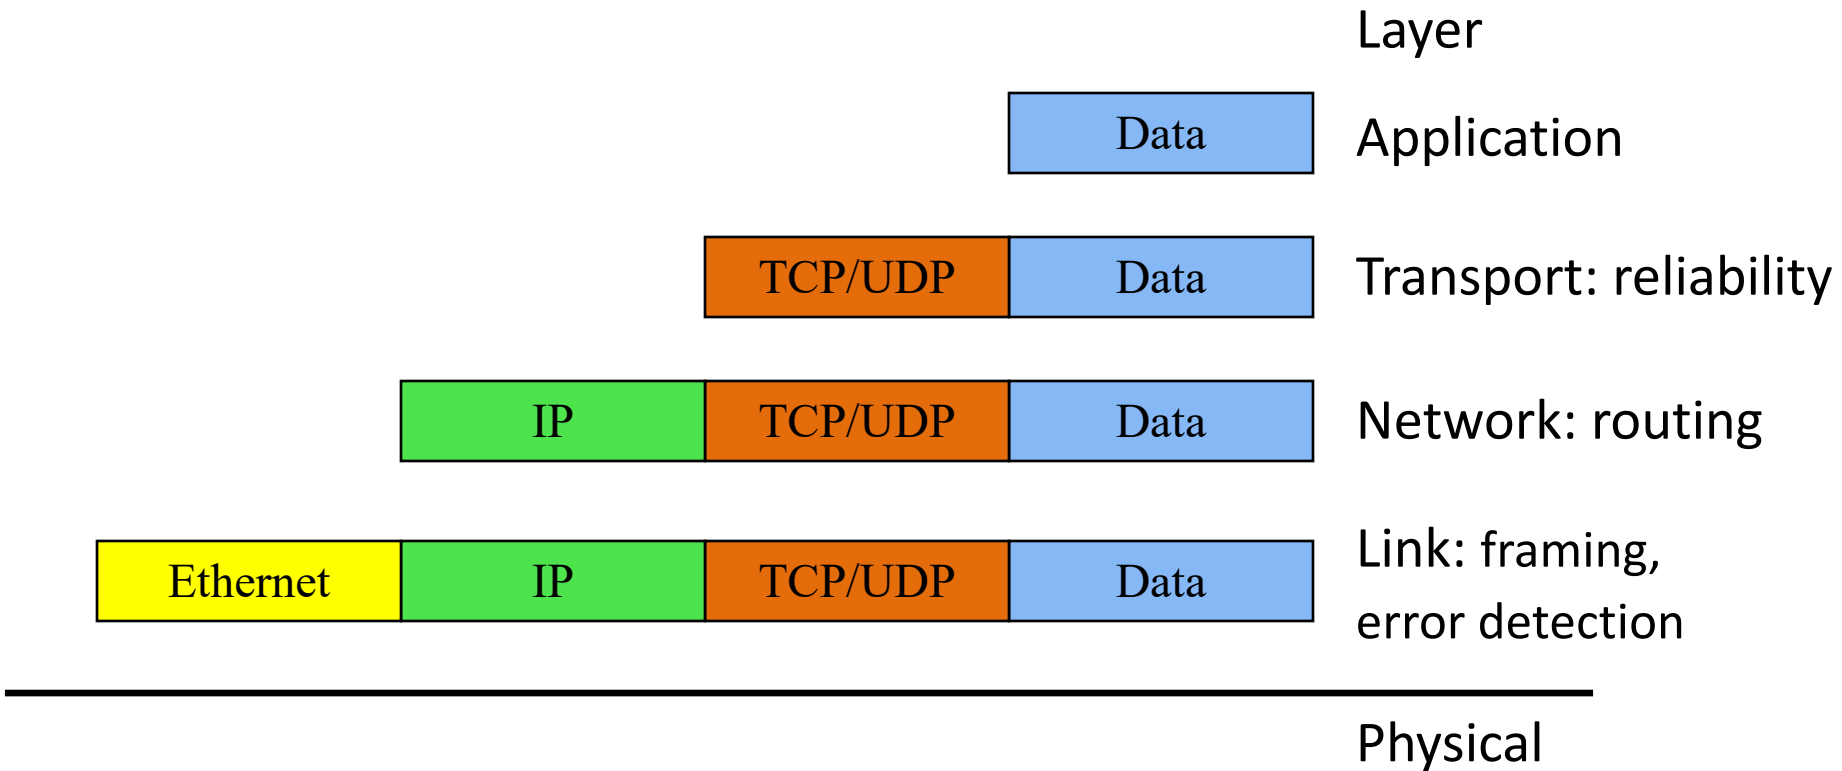 Layer
Data Application
TCP/UDP Data Transport: reliability
IP TCP/UDP Data Network: routing
Ethernet IP TCP/UDP Data Link: framing,
error detection
Physical